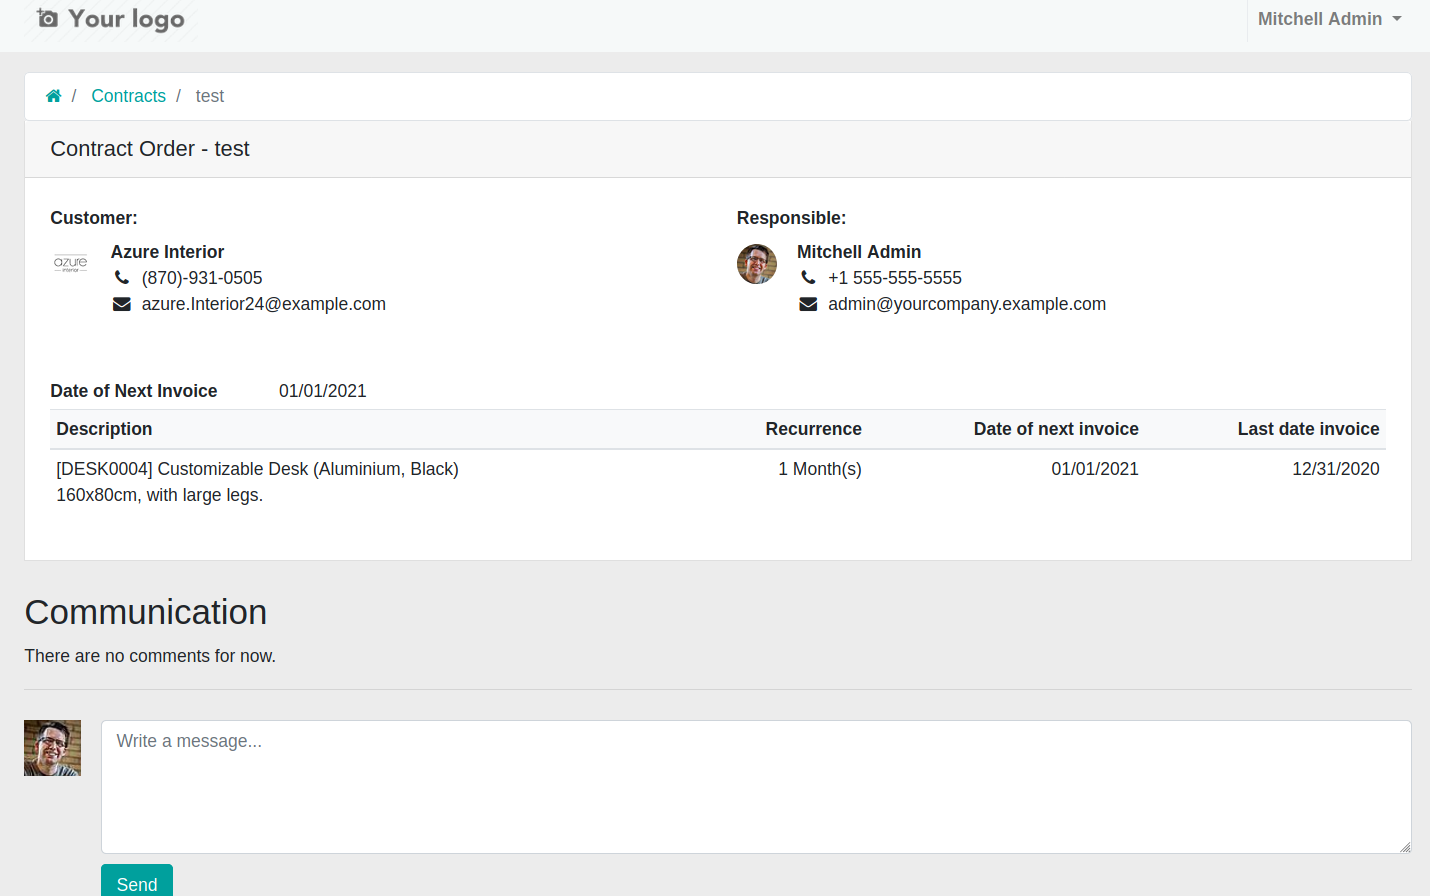 Your logo
Mitchell Admin
/ Contracts / test
Contract Order - test
Customer:
Responsible:
azure
interior
Azure Interior
(870)-931-0505
azure.Interior24@example.com
Mitchell Admin
+1 555-555-5555
admin@yourcompany.example.com
Date of Next Invoice 01/01/2021
Description Recurrence Date of next invoice Last date invoice
[DESK0004] Customizable Desk (Aluminium, Black) 1 Month(s) 01/01/2021 12/31/2020
160x80cm, with large legs.
Communication
There are no comments for now.
Write a message...
Send